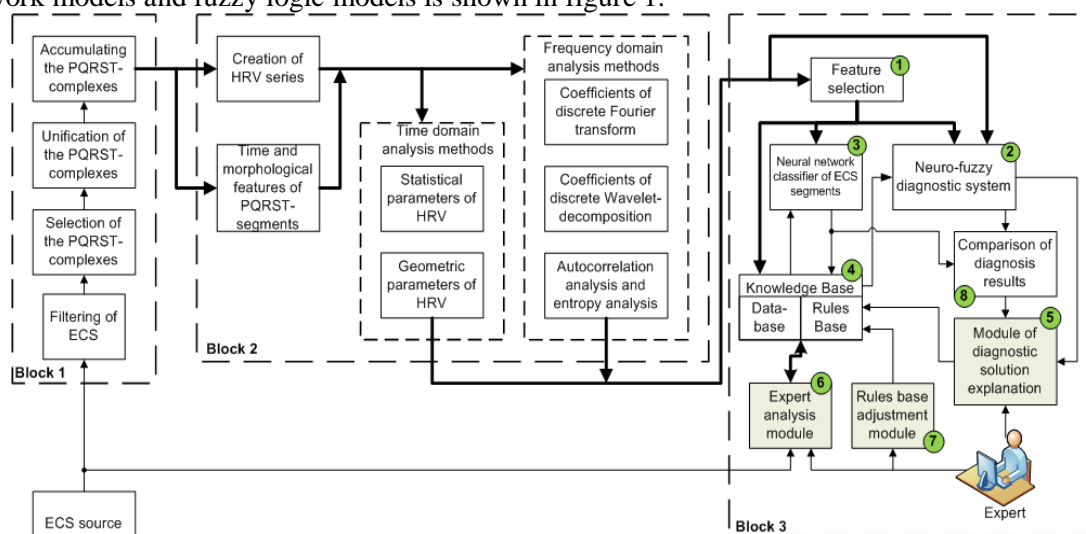 work models and fuzzy logic models is shown in figure 1.
Accumulating
the PQRST-
complexes
Unification of
the PQRST-
complexes
Selection of
the PQRST-
complexes
Filtering of
ECS
Block 1
ECS source
Creation of
HRV series
Time and
morphological
features of
PQRST-
segments
Time domain
analysis methods
Statistical
parameters of
HRV
Geometric
parameters of
HRV
Frequency domain
analysis methods
Coefficients of
discrete Fourier
transform
Coefficients
of discrete Wavelet-
decomposition
Autocorrelation
analysis and
entropy analysis
Block 2
Feature
selection
1
Neural network
classifier of ECS
segments
3
Neuro-fuzzy
diagnostic system
2
Comparison of
diagnosis
results
8
Knowledge Base
4
Data-
base
Rules
Base
Module of
diagnostic
solution
explanation
5
Expert
analysis
module
6
Rules base
adjustment
module
7
Expert
Block 3